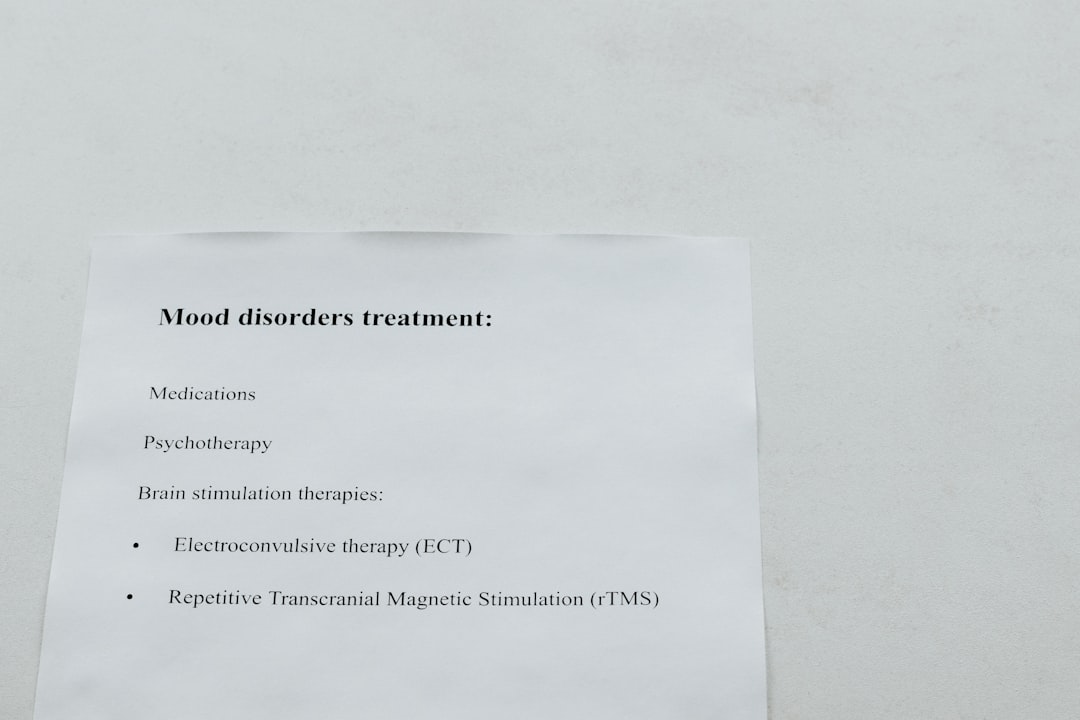 Mood disorders treatment:
Medications
Psychotherapy
Brain stimulation therapies:
• Electroconvulsive therapy (ECT)
• Repetitive Transcranial Magnetic Stimulation (rTMS)